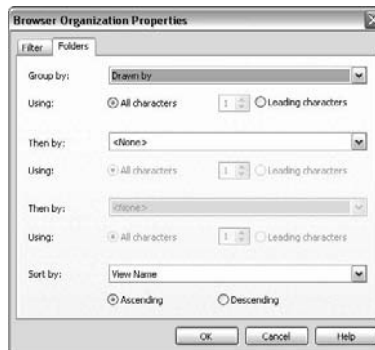 Browser Organization Properties
Filter Folders
Group by: Drawn by
Using: All characters 1 Leading characters
Then by: <None>
Using: All characters 1 Leading characters
Then by: <None>
Using: All characters 1 Leading characters
Sort by: View Name
Ascending Descending
OK Cancel Help